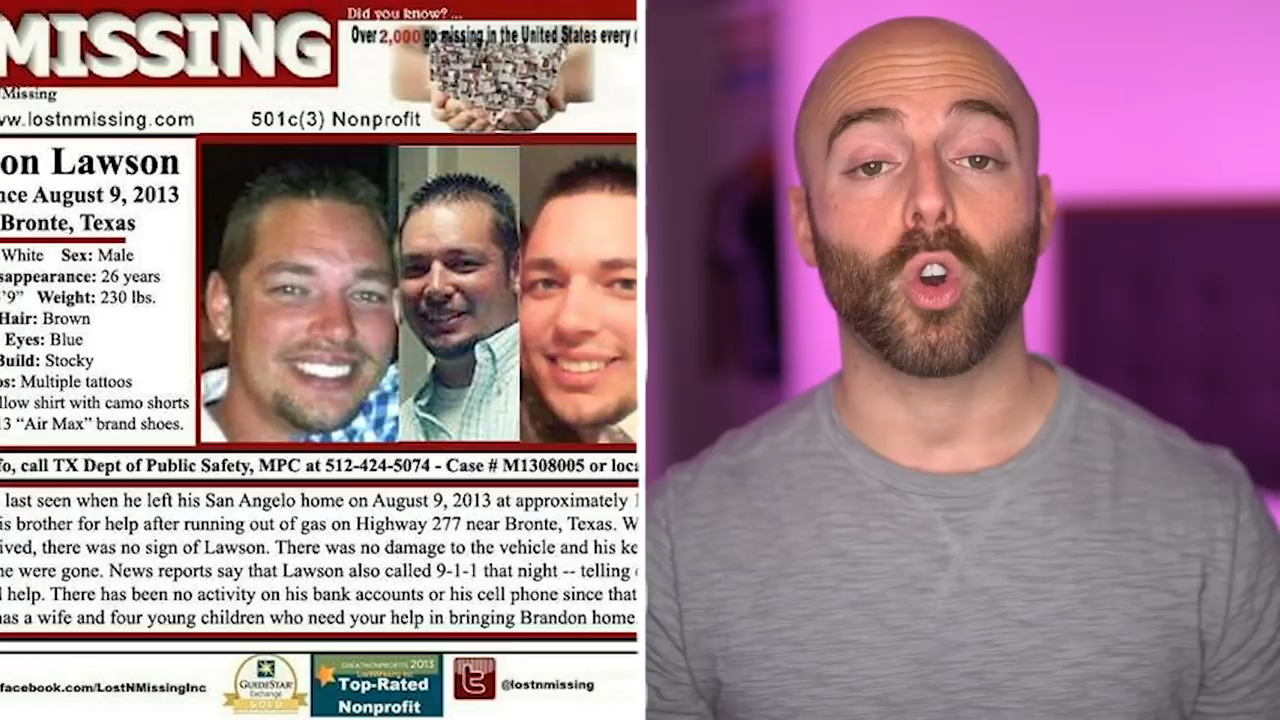 MISSING
Did you know? ...
Over 2,000 go missing in the United States every
Missing
www.lostnmissing.com
501c(3) Nonprofit
on Lawson
nce August 9, 2013
Bronte, Texas
White Sex: Male
sappearance: 26 years
'9” Weight: 230 lbs.
Hair: Brown
Eyes: Blue
Build: Stocky
os: Multiple tattoos
llow shirt with camo shorts
13 “Air Max” brand shoes.
fo, call TX Dept of Public Safety, MPC at 512-424-5074 - Case # M1308005 or loca
last seen when he left his San Angelo home on August 9, 2013 at approximately
is brother for help after running out of gas on Highway 277 near Bronte, Texas. W
ived, there was no sign of Lawson. There was no damage to the vehicle and his ke
ne were gone. News reports say that Lawson also called 9-1-1 that night -- telling
d help. There has been no activity on his bank accounts or his cell phone since that
has a wife and four young children who need your help in bringing Brandon home
facebook.com/LostNMissingInc
GUIDESTAR
Exchange
GOLD
GREATNONPROFITS 2013
Top-Rated
Nonprofit
@lostnmissing